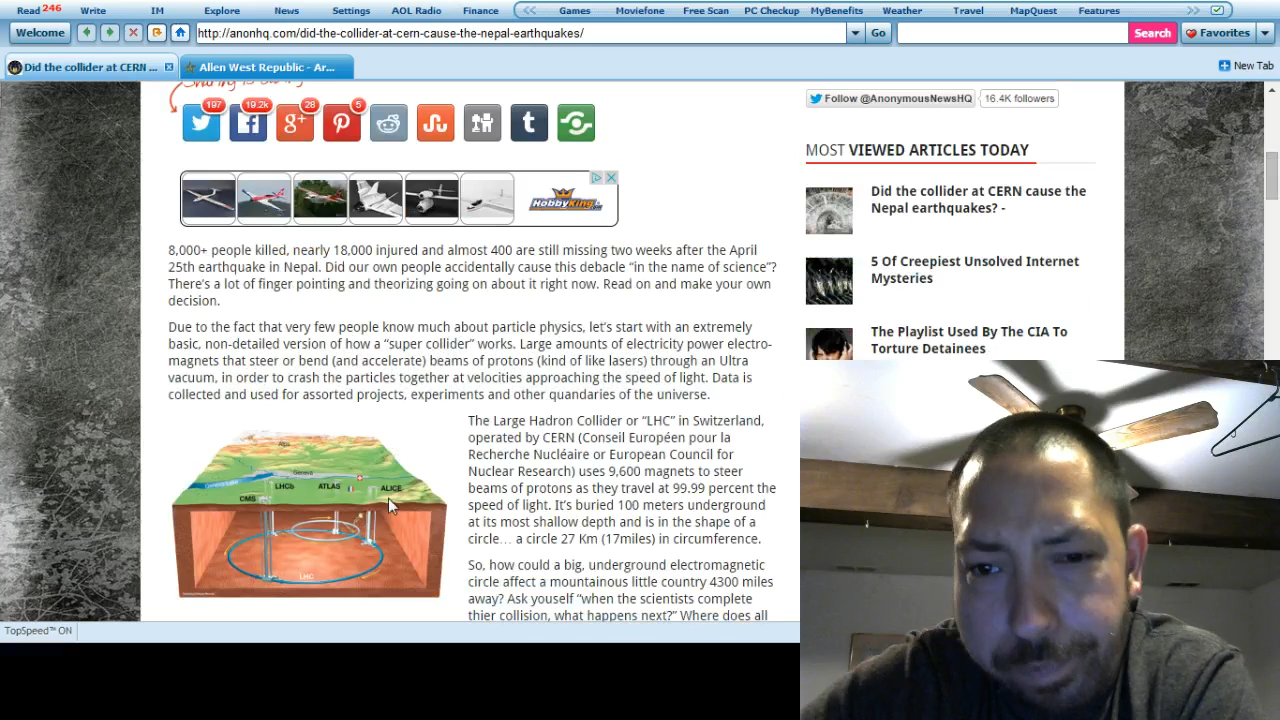 Read 246 Write IM Explore News Settings AOL Radio Finance Games Moviefone Free Scan PC Checkup MyBenefits Weather Travel MapQuest Features
Welcome http://anonhq.com/did-the-collider-at-cern-cause-the-nepal-earthquakes/ Go Search Favorites
Did the collider at CERN ... Allen West Republic - Ar... New Tab
197 19.2k 28 5
HobbyKing
8,000+ people killed, nearly 18,000 injured and almost 400 are still missing two weeks after the April
25th earthquake in Nepal. Did our own people accidentally cause this debacle “in the name of science”?
There’s a lot of finger pointing and theorizing going on about it right now. Read on and make your own
decision.
Due to the fact that very few people know much about particle physics, let’s start with an extremely
basic, non-detailed version of how a “super collider” works. Large amounts of electricity power electro-
magnets that steer or bend (and accelerate) beams of protons (kind of like lasers) through an Ultra
vacuum, in order to crash the particles together at velocities approaching the speed of light. Data is
collected and used for assorted projects, experiments and other quandaries of the universe.
Alps
Geneva
LHCb ATLAS ALICE
CMS
LHC
The Large Hadron Collider or “LHC” in Switzerland,
operated by CERN (Conseil Européen pour la
Recherche Nucléaire or European Council for
Nuclear Research) uses 9,600 magnets to steer
beams of protons as they travel at 99.99 percent the
speed of light. It’s buried 100 meters underground
at its most shallow depth and is in the shape of a
circle… a circle 27 Km (17miles) in circumference.
So, how could a big, underground electromagnetic
circle affect a mountainous little country 4300 miles
away? Ask youself “when the scientists complete
thier collision, what happens next?” Where does all
Follow @AnonymousNewsHQ 16.4K followers
MOST VIEWED ARTICLES TODAY
Did the collider at CERN cause the
Nepal earthquakes? -
5 Of Creepiest Unsolved Internet
Mysteries
The Playlist Used By The CIA To
Torture Detainees
TopSpeed™ ON